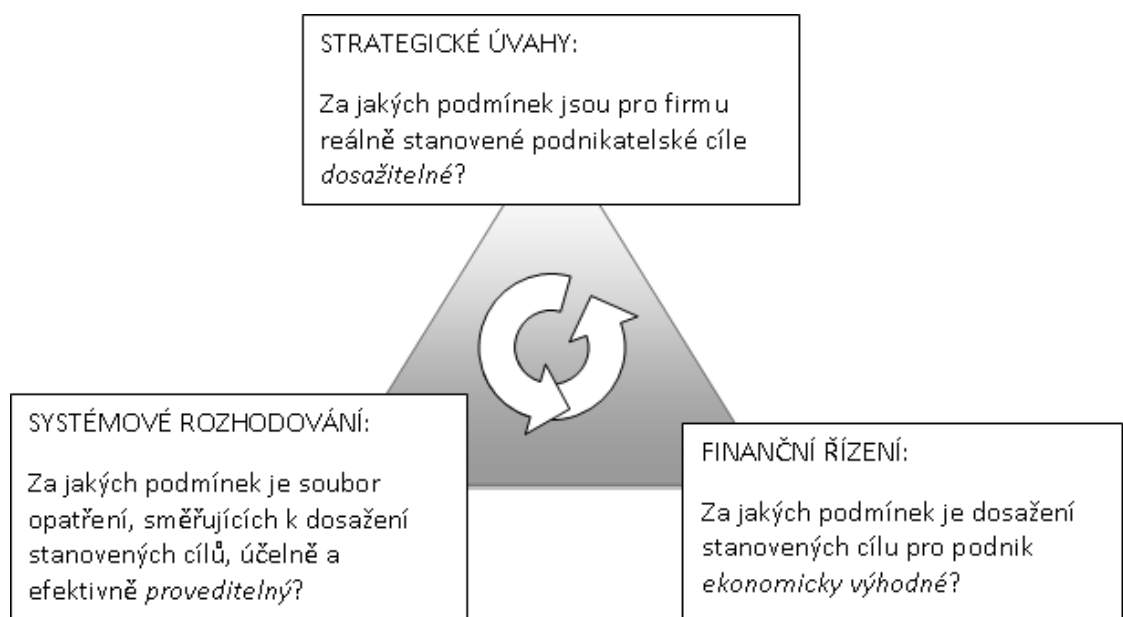 STRATEGICKÉ ÚVAHY:
Za jakých podmínek jsou pro firmu
reálně stanovené podnikatelské cíle
dosažitelné?
SYSTÉMOVÉ ROZHODOVÁNÍ:
Za jakých podmínek je soubor
opatření, směřujících k dosažení
stanovených cílů, účelně a
efektivně proveditelný?
FINANČNÍ ŘÍZENÍ:
Za jakých podmínek je dosažení
stanovených cílu pro podnik
ekonomicky výhodné?